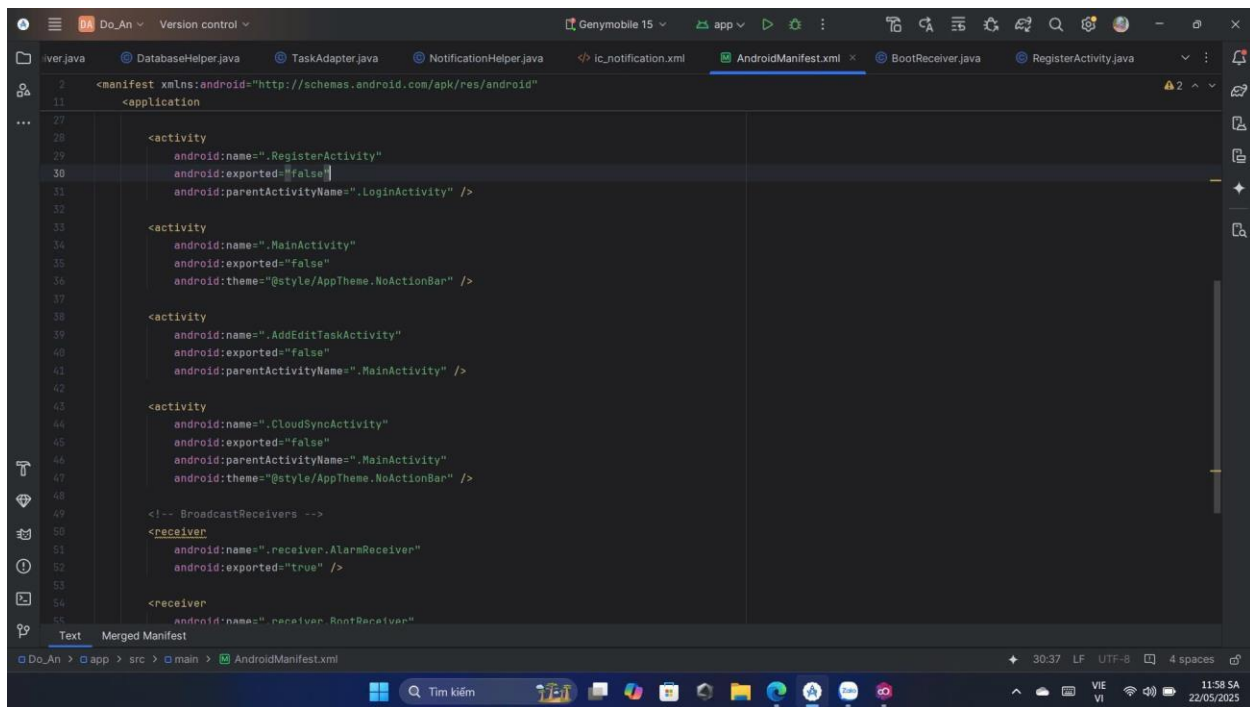 DA Do_An Version control Genymobile 15 app
iver.java DatabaseHelper.java TaskAdapter.java NotificationHelper.java ic_notification.xml AndroidManifest.xml BootReceiver.java RegisterActivity.java
2 <manifest xmlns:android="http://schemas.android.com/apk/res/android" 2
11 <application
27
28 <activity
29 android:name=".RegisterActivity"
30 android:exported="false"
31 android:parentActivityName=".LoginActivity" />
32
33 <activity
34 android:name=".MainActivity"
35 android:exported="false"
36 android:theme="@style/AppTheme.NoActionBar" />
37
38 <activity
39 android:name=".AddEditTaskActivity"
40 android:exported="false"
41 android:parentActivityName=".MainActivity" />
42
43 <activity
44 android:name=".CloudSyncActivity"
45 android:exported="false"
46 android:parentActivityName=".MainActivity"
47 android:theme="@style/AppTheme.NoActionBar" />
48
49 <!-- BroadcastReceivers -->
50 <receiver
51 android:name=".receiver.AlarmReceiver"
52 android:exported="true" />
53
54 <receiver
55 android:name=".receiver.BootReceiver"
Text Merged Manifest
Do_An > app > src > main > AndroidManifest.xml 30:37 LF UTF-8 4 spaces
Tìm kiếm Zalo VIE 11:58 SA
VI 22/05/2025